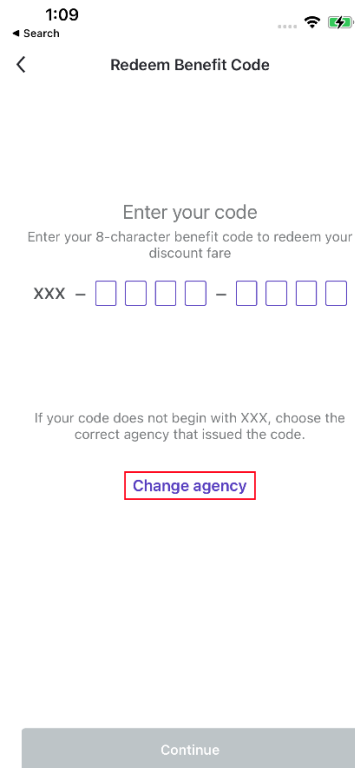 1:09
Search
Redeem Benefit Code
Enter your code
Enter your 8-character benefit code to redeem your
discount fare
XXX – –
If your code does not begin with XXX, choose the
correct agency that issued the code.
Change agency
Continue